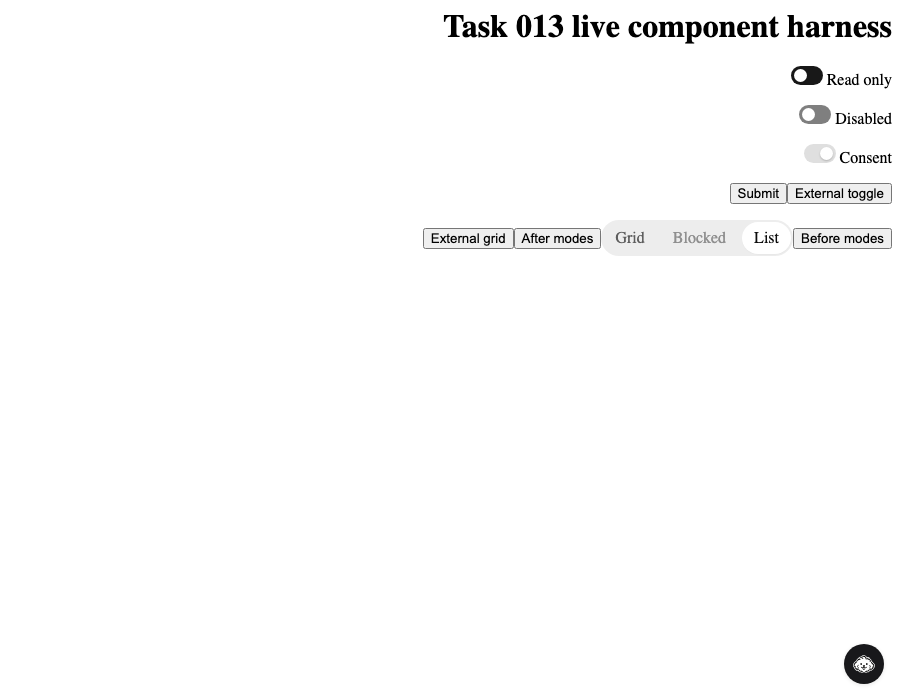 Task 013 live component harness
Read only
Disabled
Consent
Submit External toggle
External grid After modes Grid Blocked List Before modes